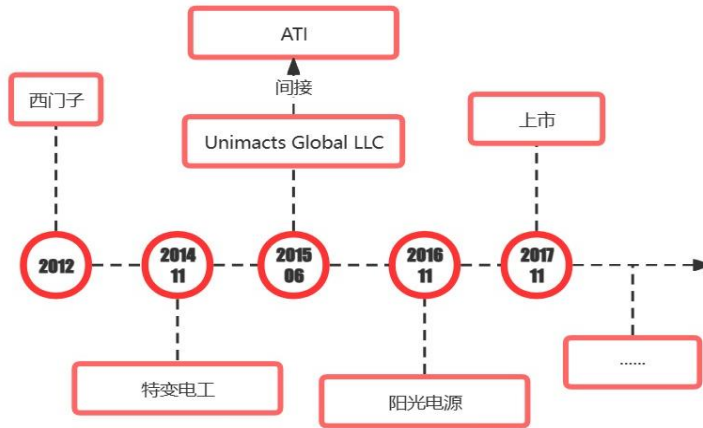 ATI
间接
西门子
Unimacts Global LLC
上市
2012
2014
11
2015
06
2016
11
2017
11
特变电工
阳光电源
......